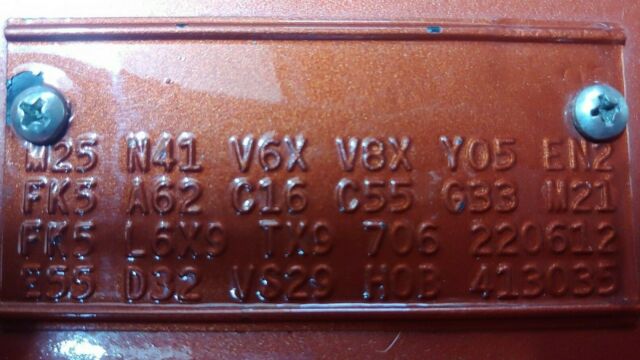 M25 N41 V6X V8X Y05 EN2
FK5 A62 C16 C55 G33 M21
FK5 L6X9 TX9 706 220612
E55 D32 VS29 H0B 413035